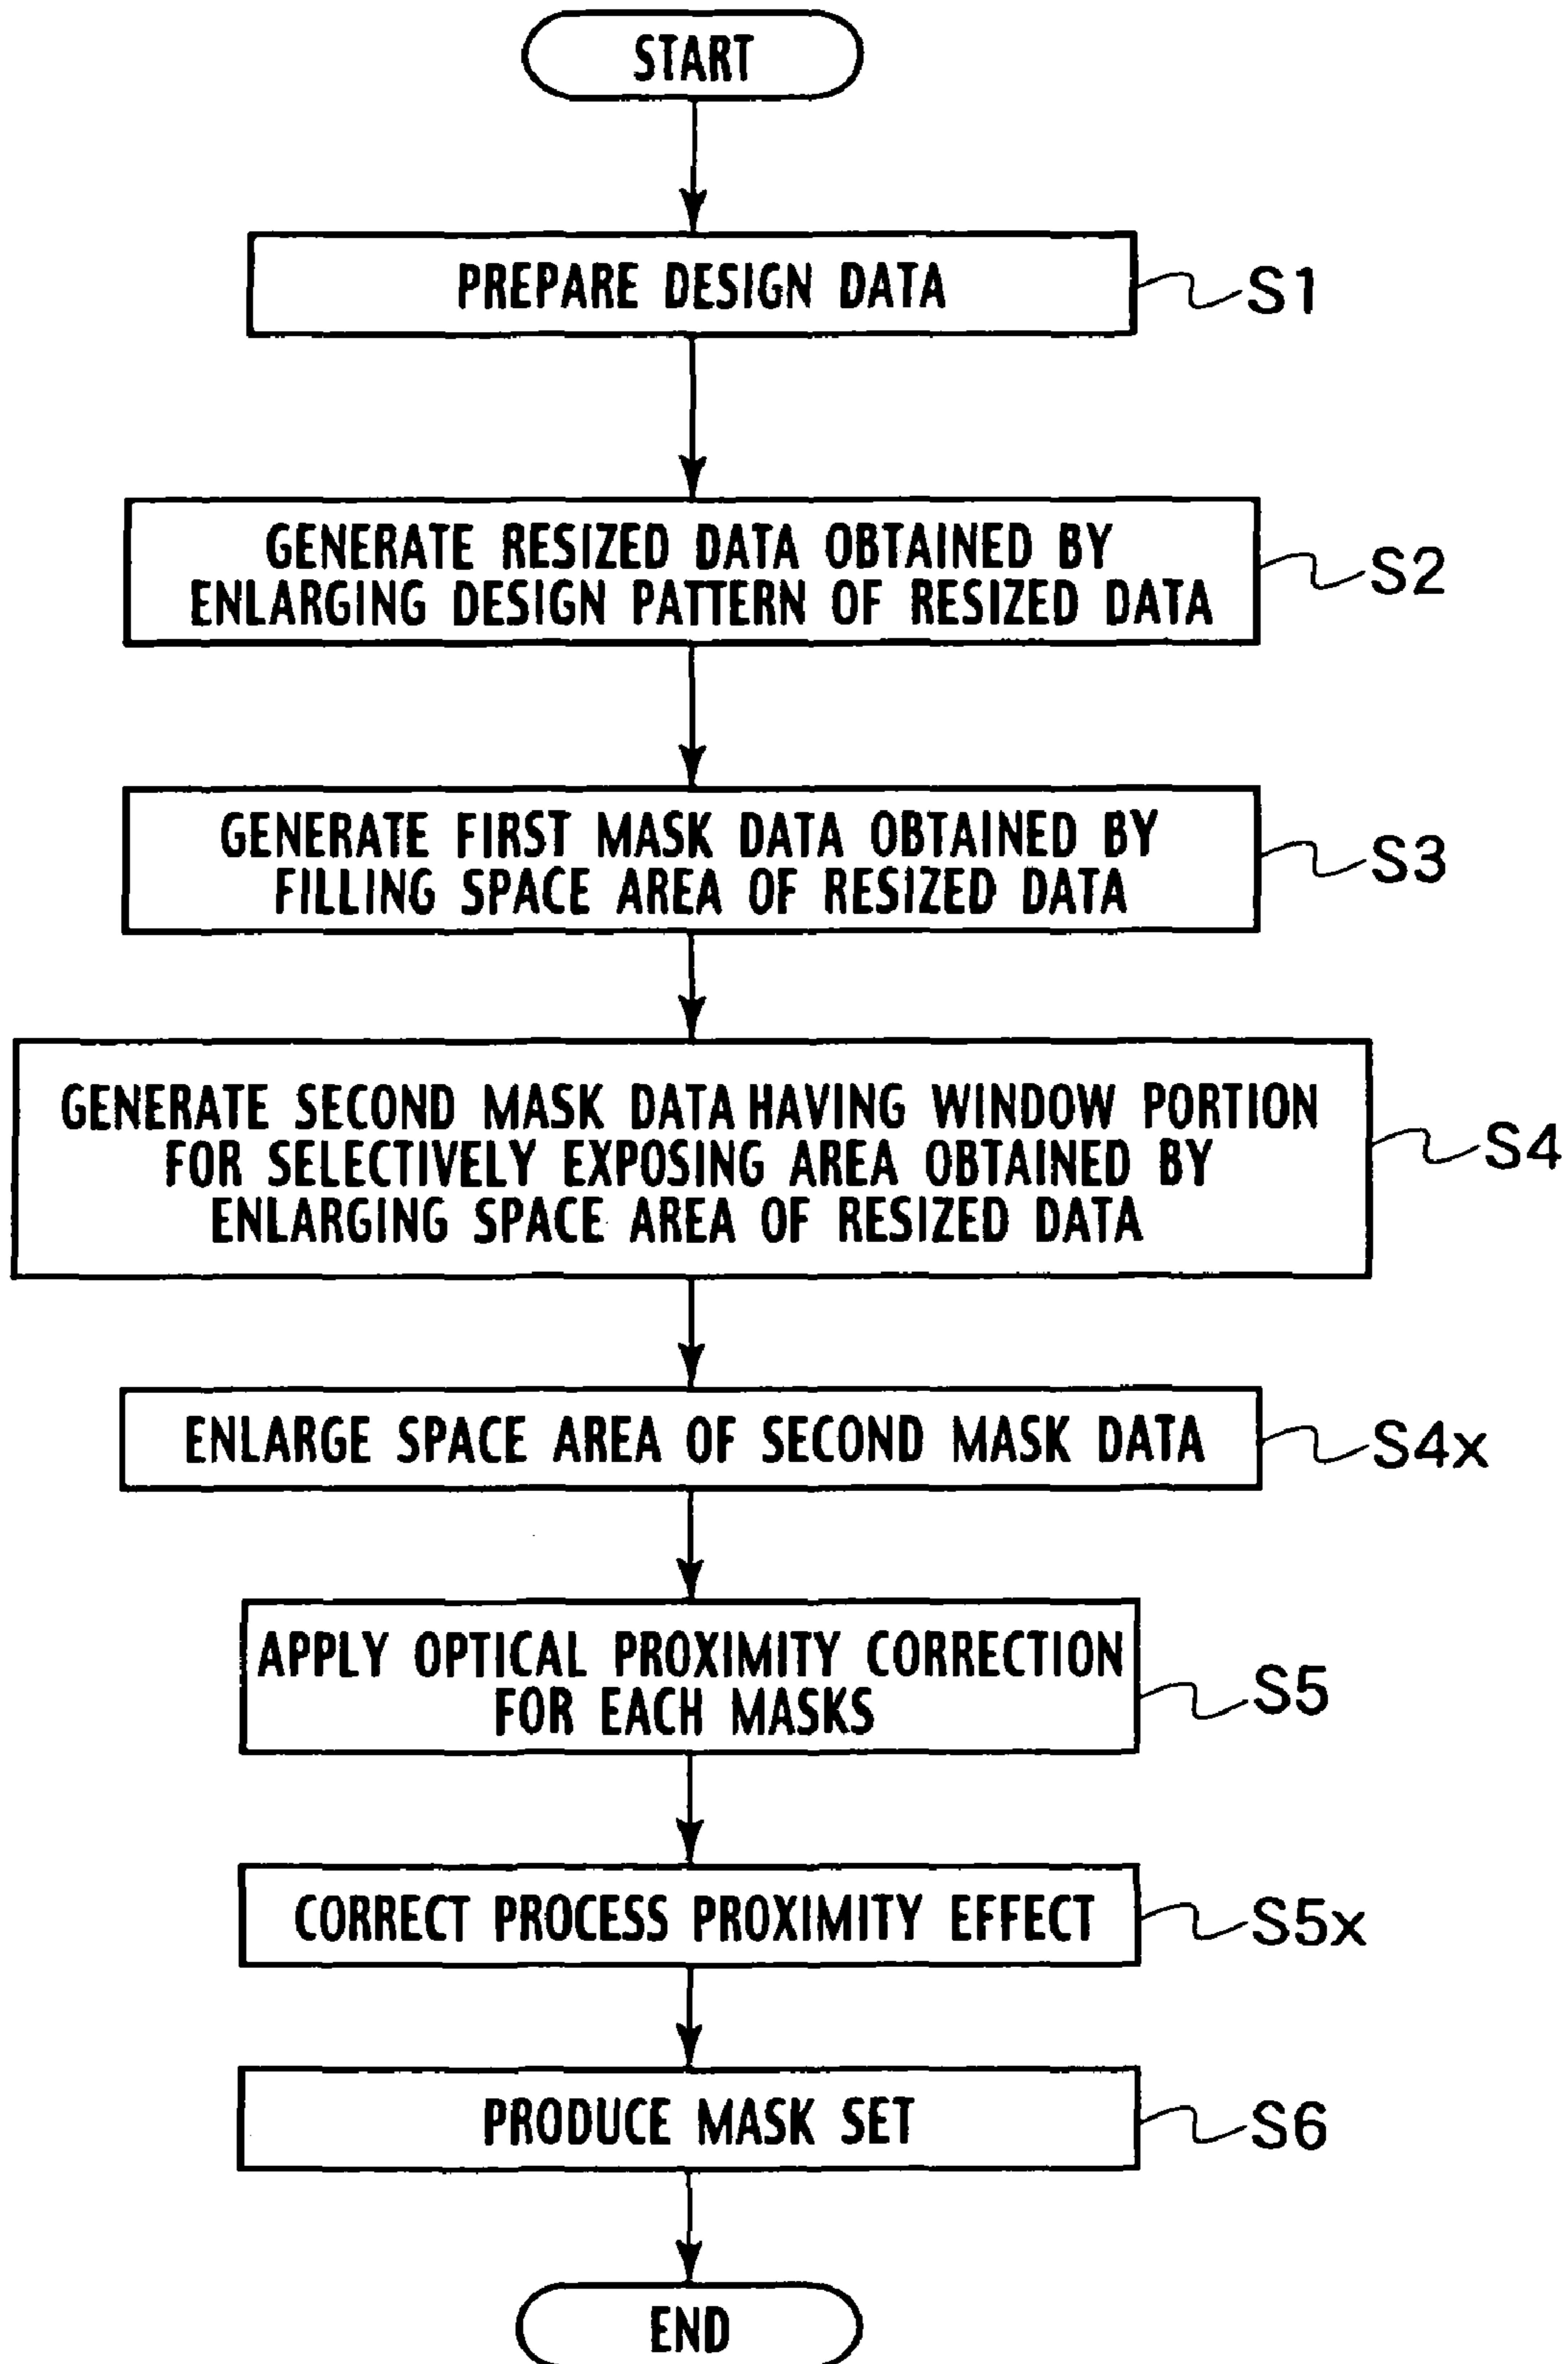 START
PREPARE DESIGN DATA
S1
GENERATE RESIZED DATA OBTAINED BY
ENLARGING DESIGN PATTERN OF RESIZED DATA
S2
GENERATE FIRST MASK DATA OBTAINED BY
FILLING SPACE AREA OF RESIZED DATA
S3
GENERATE SECOND MASK DATA HAVING WINDOW PORTION
FOR SELECTIVELY EXPOSING AREA OBTAINED BY
ENLARGING SPACE AREA OF RESIZED DATA
S4
ENLARGE SPACE AREA OF SECOND MASK DATA
S4x
APPLY OPTICAL PROXIMITY CORRECTION
FOR EACH MASKS
S5
CORRECT PROCESS PROXIMITY EFFECT
S5x
PRODUCE MASK SET
S6
END